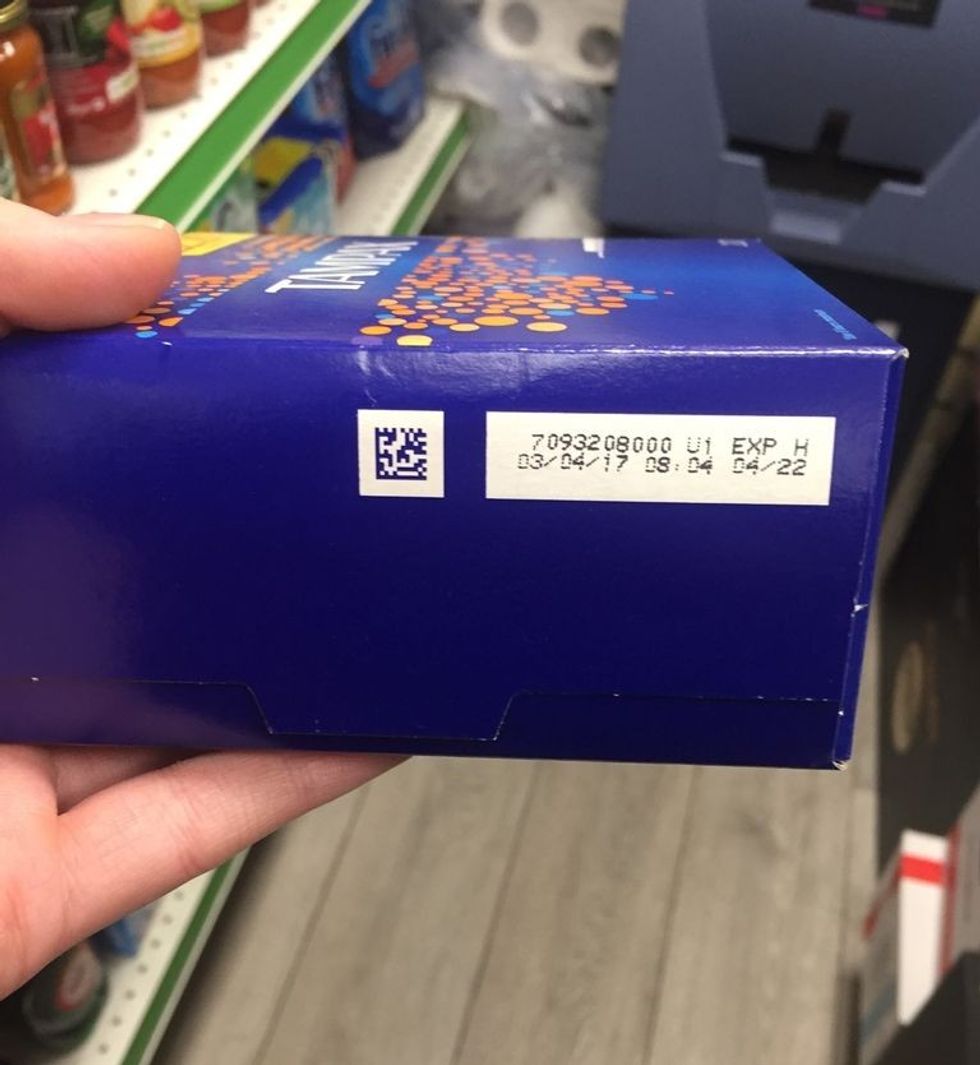 TAMPAX
7093208000 U1 EXP H
03/04/17 08:04 04/22